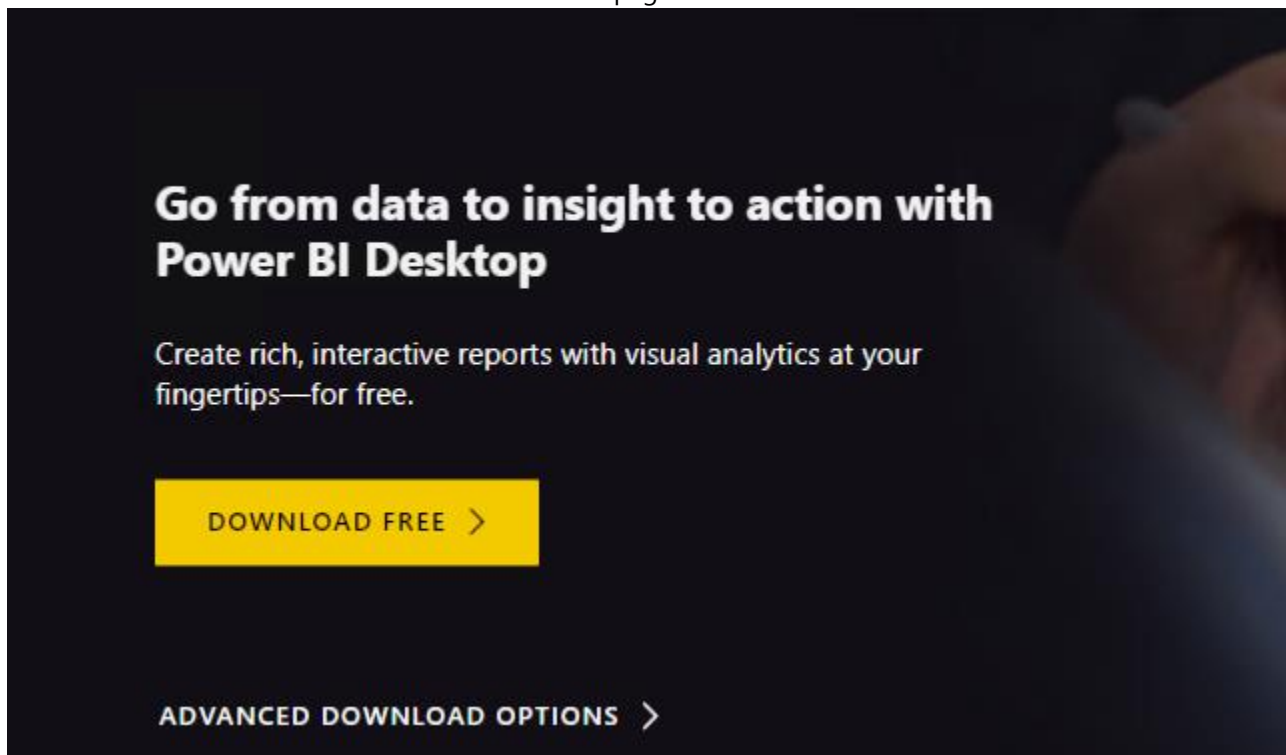 Go from data to insight to action with
Power BI Desktop
Create rich, interactive reports with visual analytics at your
fingertips—for free.
DOWNLOAD FREE
ADVANCED DOWNLOAD OPTIONS